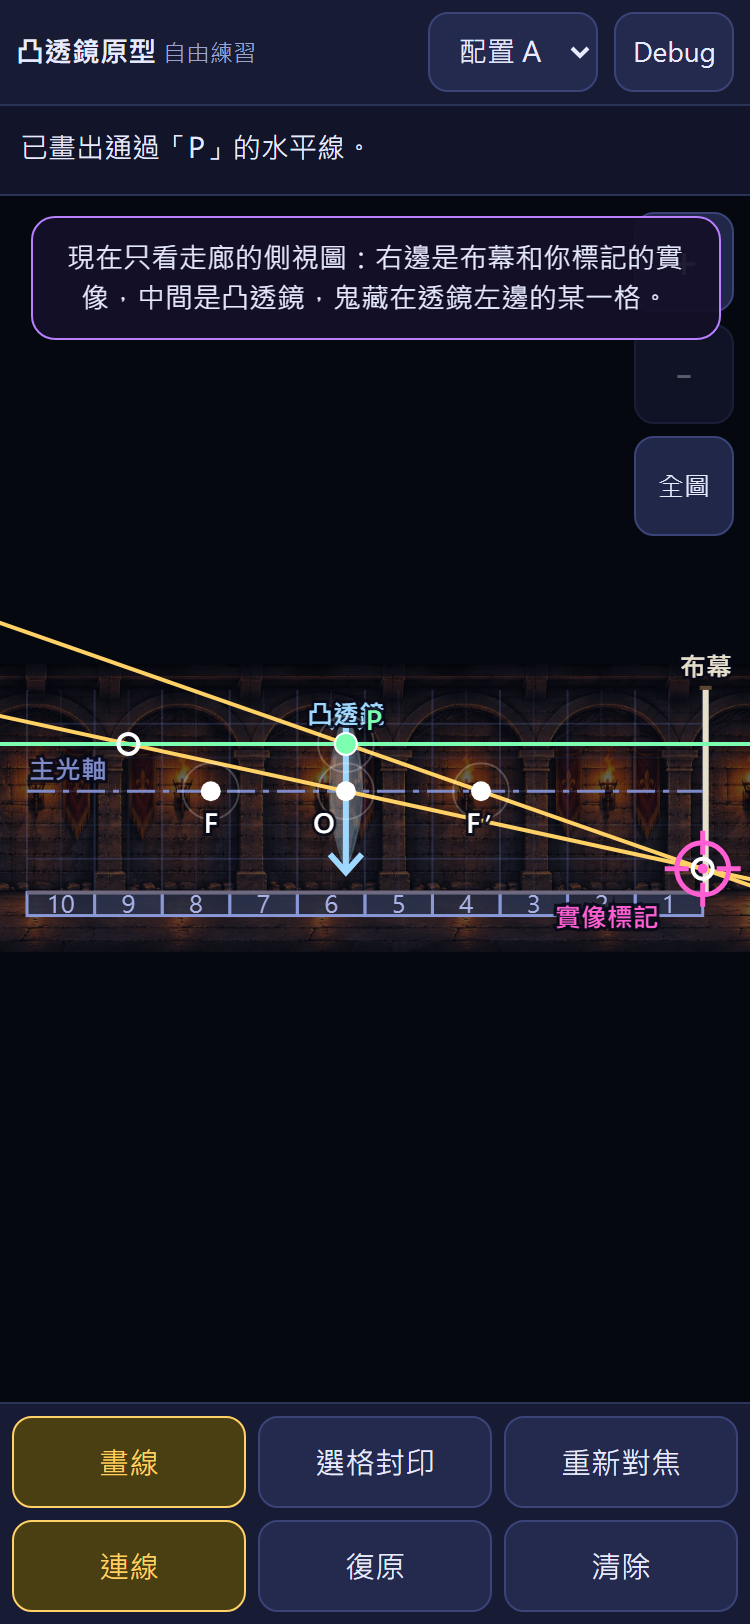 凸透鏡原型 自由練習
配置 A
Debug
已畫出通過「P」的水平線。
現在只看走廊的側視圖：右邊是布幕和你標記的實
像，中間是凸透鏡，鬼藏在透鏡左邊的某一格。
−
全圖
布幕
凸透鏡
P
主光軸
F
O
F′
10 9 8 7 6 5 4 3 2 1
實像標記
畫線
選格封印
重新對焦
連線
復原
清除